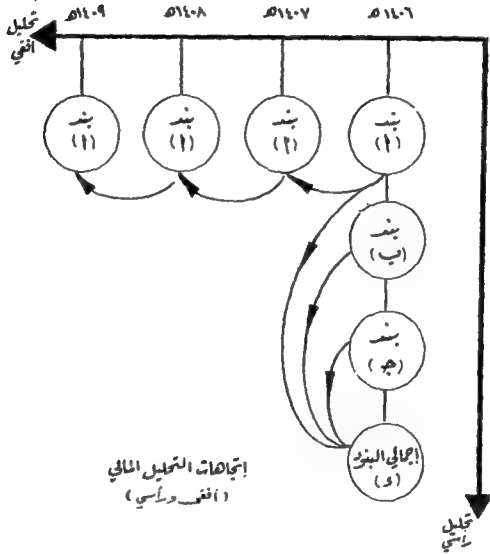 ١٤٠٦هـ ١٤٠٧هـ ١٤٠٨هـ ١٤٠٩هـ
تحليل
أفقي
بند بند بند بند
(أ) (أ) (أ) (أ)
بند
(ب)
بند
(جـ)
إجمالي البنود
(د)
إتجاهات التحليل المالي
(أفقي ورأسي)
تحليل
رأسي